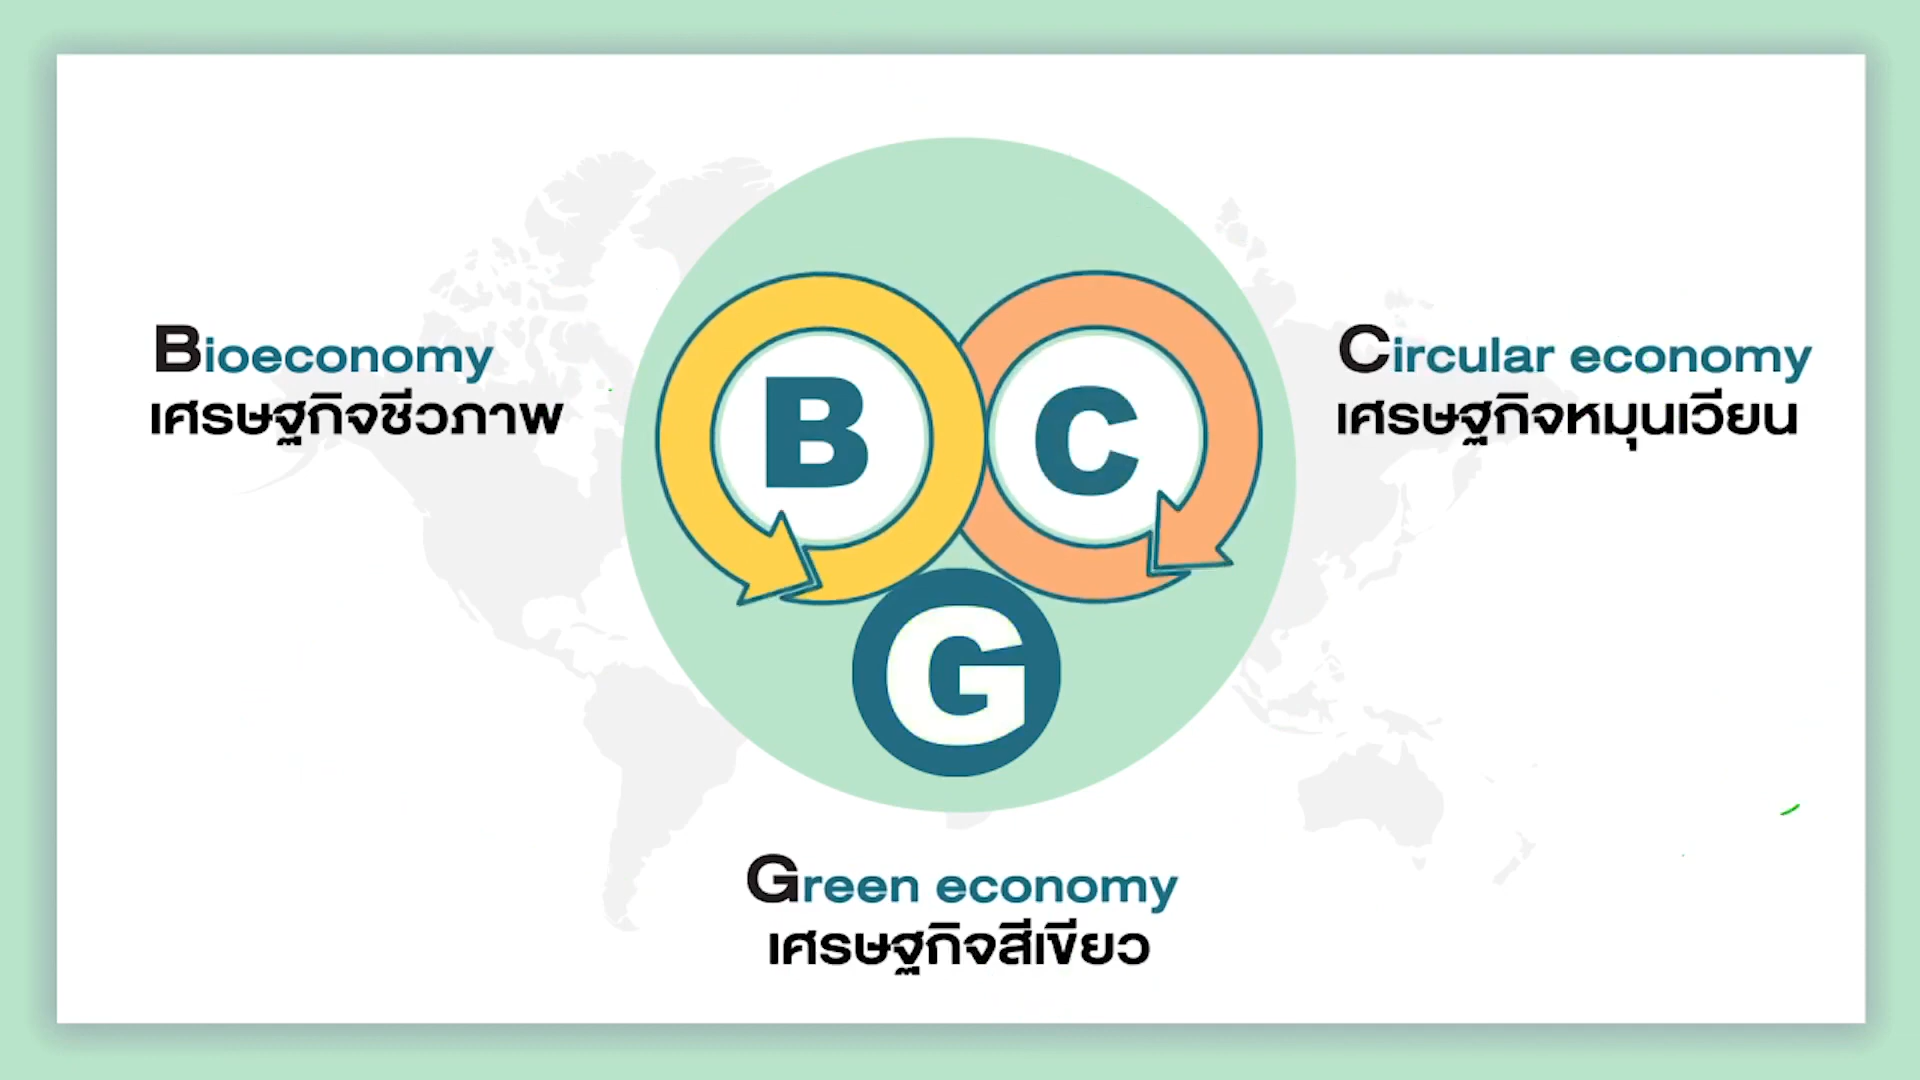 Bioeconomy
เศรษฐกิจชีวภาพ
B
C
G
Circular economy
เศรษฐกิจหมุนเวียน
Green economy
เศรษฐกิจสีเขียว